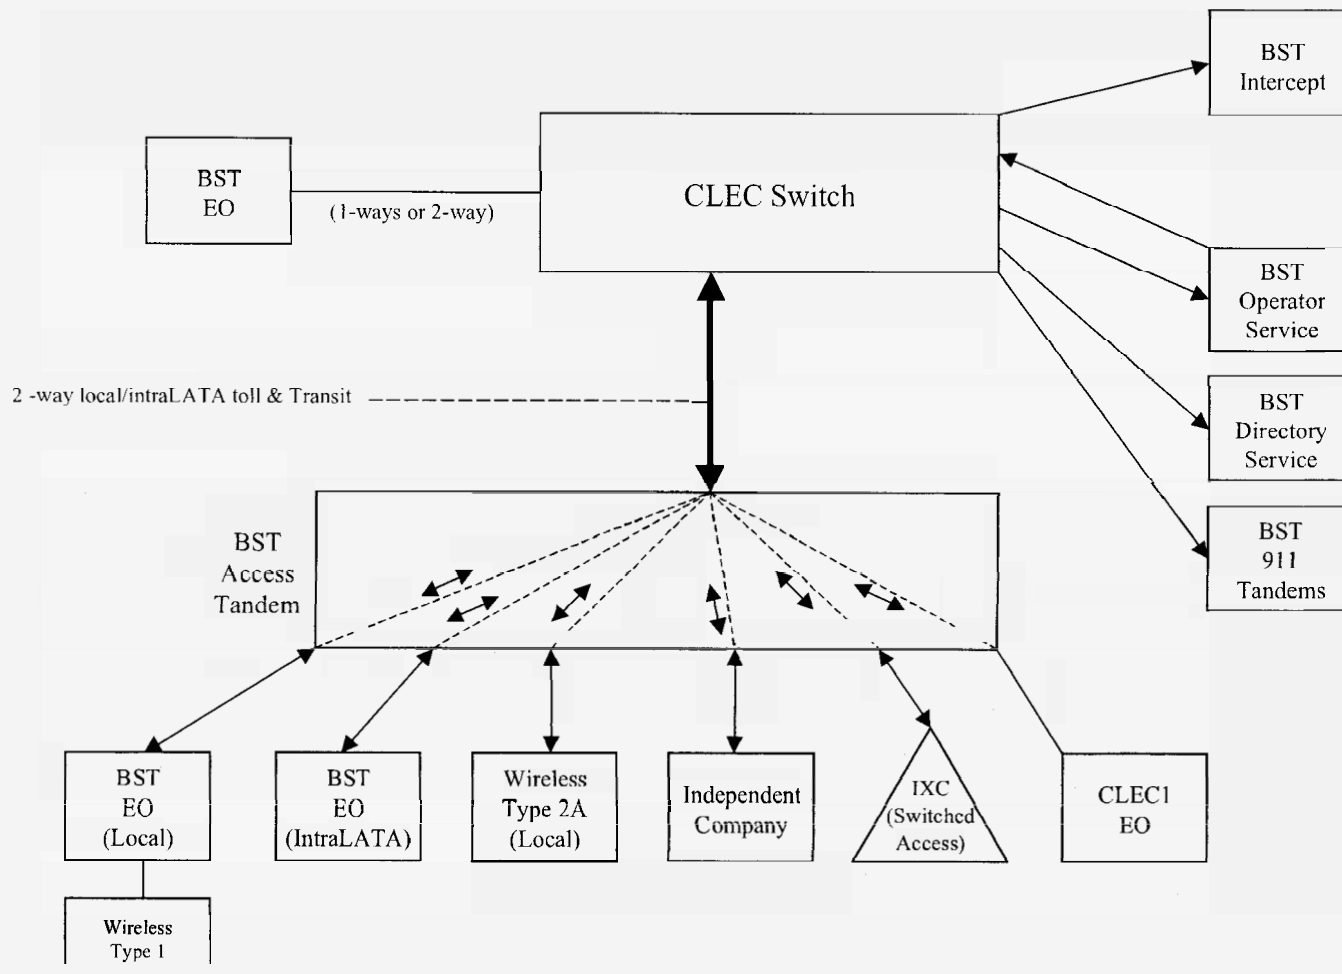 BST
Intercept
BST
EO
(1-ways or 2-way)
CLEC Switch
BST
Operator
Service
2 -way local/intraLATA toll & Transit
BST
Directory
Service
BST
Access
Tandem
BST
911
Tandems
BST
EO
(Local)
BST
EO
(IntraLATA)
Wireless
Type 2A
(Local)
Independent
Company
IXC
(Switched
Access)
CLEC1
EO
Wireless
Type 1